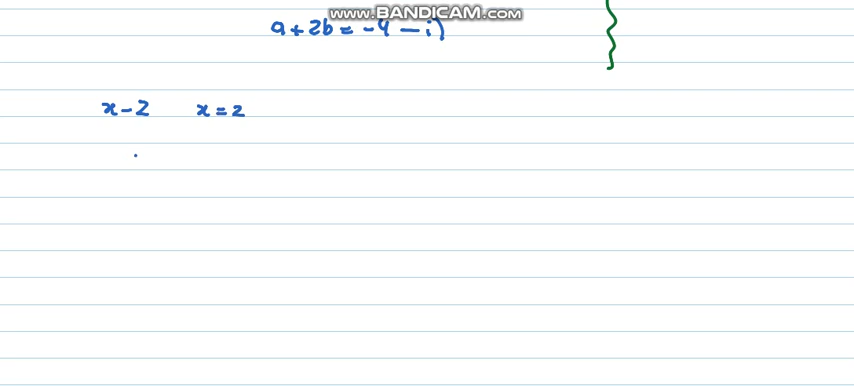 www.BANDICAM.com
a + 2b = -4 — i)
x - 2 x = 2